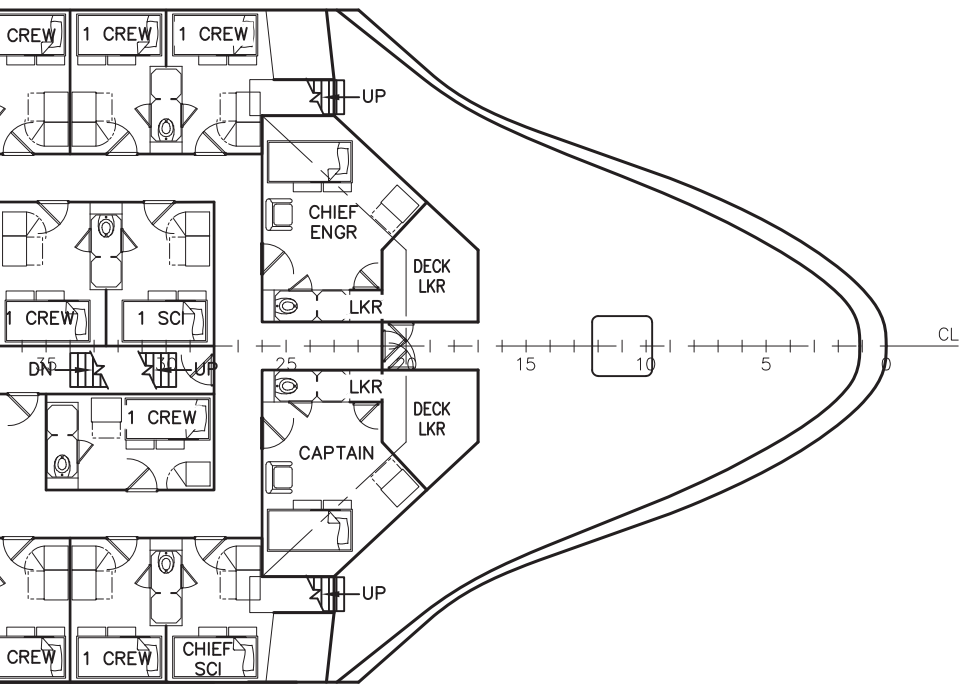 CREW
1 CREW
1 CREW
UP
CHIEF
ENGR
DECK
LKR
LKR
1 CREW
1 SCI
CL
35
30
25
20
15
10
5
0
DN
UP
LKR
1 CREW
DECK
LKR
CAPTAIN
UP
CREW
1 CREW
CHIEF
SCI